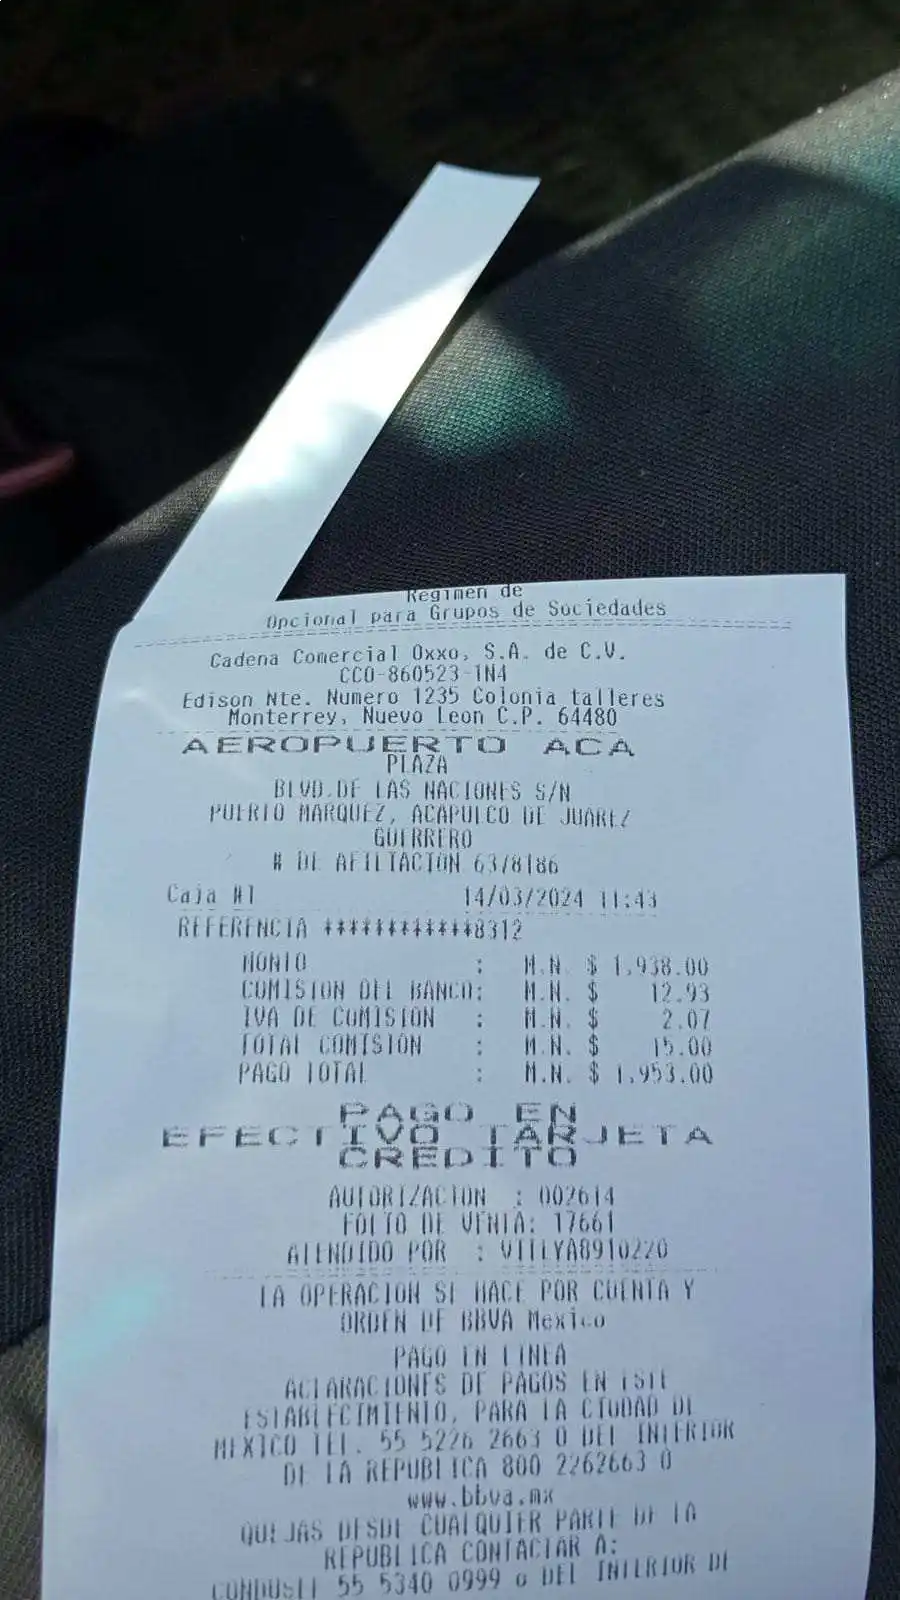 Regimen de
Opcional para Grupos de Sociedades
Cadena Comercial Oxxo, S.A. de C.V.
CCO-860523-1N4
Edison Nte. Numero 1235 Colonia talleres
Monterrey, Nuevo Leon C.P. 64480
AEROPUERTO ACA
PLAZA
BLVD.DE LAS NACIONES S/N
PUERTO MARQUEZ, ACAPULCO DE JUAREZ
GUERRERO
# DE AFILIACION 6378186
Caja #1 14/03/2024 11:43
REFERENCIA ************8312
MONTO : M.N. $ 1,938.00
COMISION DEL BANCO: M.N. $ 12.93
IVA DE COMISION : M.N. $ 2.07
TOTAL COMISION : M.N. $ 15.00
PAGO TOTAL : M.N. $ 1,953.00
PAGO EN
EFECTIVO TARJETA
CREDITO
AUTORIZACION : 002614
FOLIO DE VENTA: 17661
ATENDIDO POR : VIILYA8910220
LA OPERACION SE HACE POR CUENTA Y
ORDEN DE BBVA Mexico
PAGO EN LINEA
ACLARACIONES DE PAGOS EN ESTE
ESTABLECIMIENTO, PARA LA CIUDAD DE
MEXICO TEL. 55 5226 2663 O DEL INTERIOR
DE LA REPUBLICA 800 2262663 O
www.bbva.mx
QUEJAS DESDE CUALQUIER PARTE DE LA
REPUBLICA CONTACTAR A:
CONDUSEF 55 5340 0999 o DEL INTERIOR DE